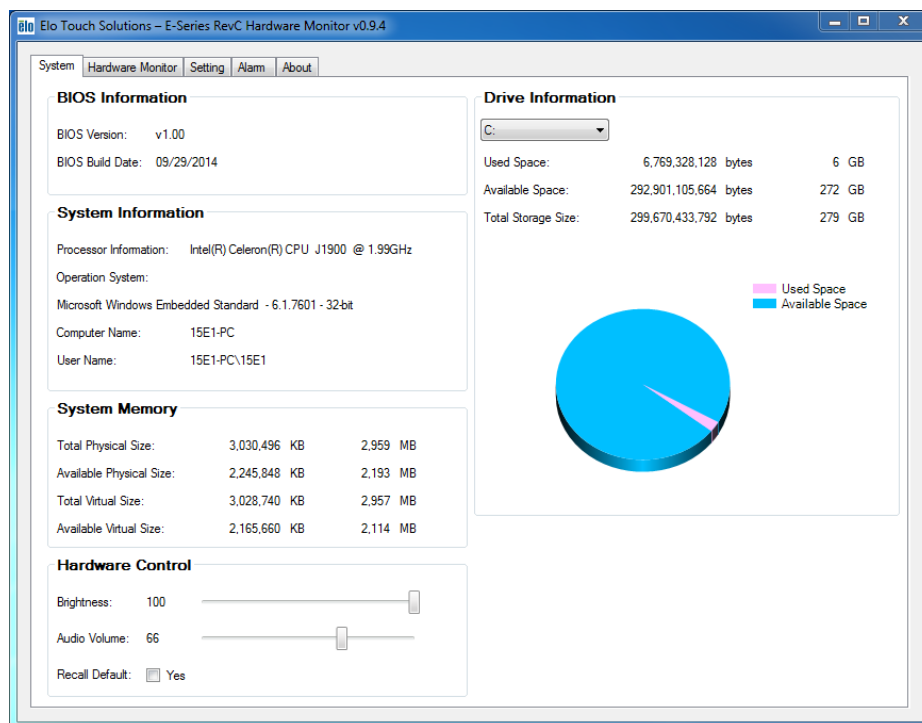 elo Elo Touch Solutions – E-Series RevC Hardware Monitor v0.9.4
System Hardware Monitor Setting Alarm About
BIOS Information
BIOS Version: v1.00
BIOS Build Date: 09/29/2014
System Information
Processor Information: Intel(R) Celeron(R) CPU J1900 @ 1.99GHz
Operation System:
Microsoft Windows Embedded Standard - 6.1.7601 - 32-bit
Computer Name: 15E1-PC
User Name: 15E1-PC\15E1
System Memory
Total Physical Size: 3,030,496 KB 2,959 MB
Available Physical Size: 2,245,848 KB 2,193 MB
Total Virtual Size: 3,028,740 KB 2,957 MB
Available Virtual Size: 2,165,660 KB 2,114 MB
Hardware Control
Brightness: 100
Audio Volume: 66
Recall Default: Yes
Drive Information
C:
Used Space: 6,769,328,128 bytes 6 GB
Available Space: 292,901,105,664 bytes 272 GB
Total Storage Size: 299,670,433,792 bytes 279 GB
Used Space
Available Space